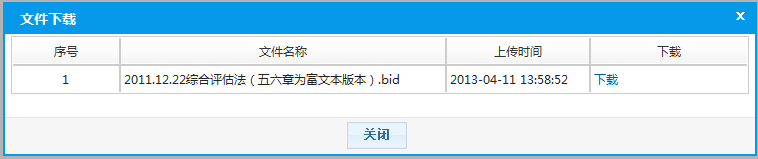 文件下载 x
序号 文件名称 上传时间 下载
1 2011.12.22综合评估法（五六章为富文本版本）.bid 2013-04-11 13:58:52 下载
关闭